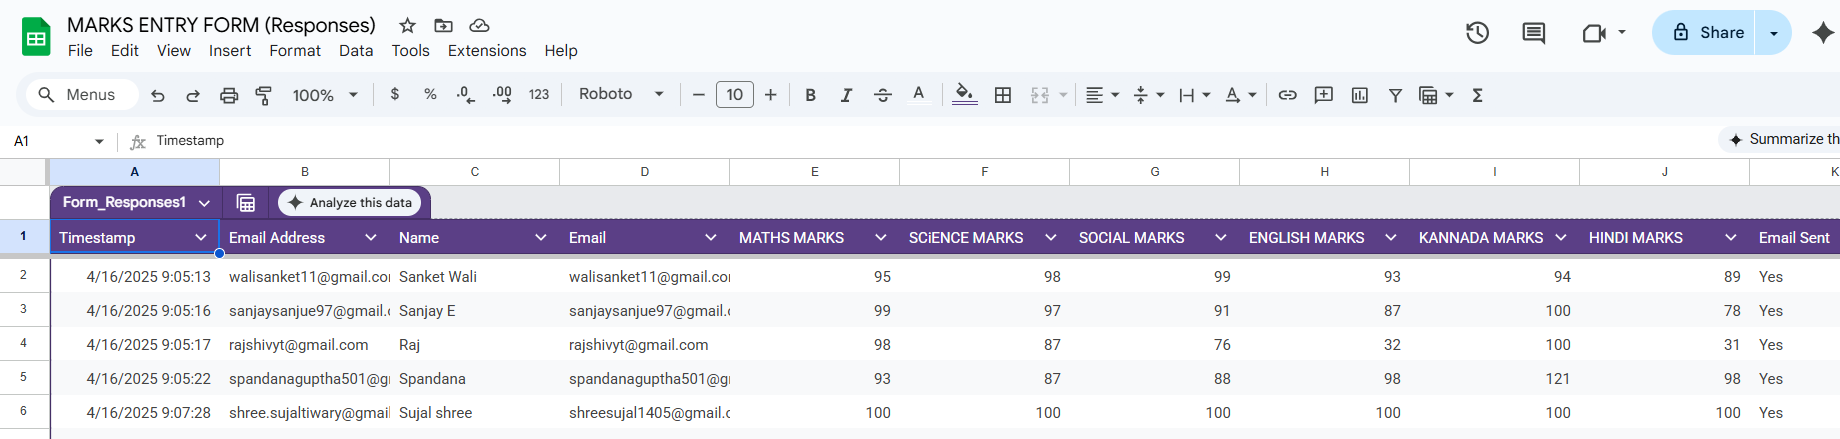 MARKS ENTRY FORM (Responses)
File Edit View Insert Format Data Tools Extensions Help
Share
Menus 100% $ % .0 .00 123 Roboto 10 B I A Σ
A1 fx Timestamp Summarize th
A B C D E F G H I J K
Form_Responses1 Analyze this data
1 Timestamp Email Address Name Email MATHS MARKS SCiENCE MARKS SOCIAL MARKS ENGLISH MARKS KANNADA MARKS HINDI MARKS Email Sent
2 4/16/2025 9:05:13 walisanket11@gmail.co Sanket Wali walisanket11@gmail.co 95 98 99 93 94 89 Yes
3 4/16/2025 9:05:16 sanjaysanjue97@gmail. Sanjay E sanjaysanjue97@gmail. 99 97 91 87 100 78 Yes
4 4/16/2025 9:05:17 rajshivyt@gmail.com Raj rajshivyt@gmail.com 98 87 76 32 100 31 Yes
5 4/16/2025 9:05:22 spandanaguptha501@g Spandana spandanaguptha501@g 93 87 88 98 121 98 Yes
6 4/16/2025 9:07:28 shree.sujaltiwary@gmail Sujal shree shreesujal1405@gmail. 100 100 100 100 100 100 Yes